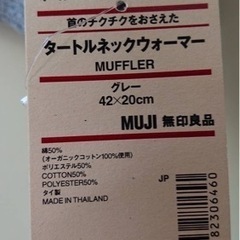 首のチクチクをおさえた
タートルネックウォーマー
MUFFLER
グレー
42×20cm
MUJI 無印良品
綿50%
(オーガニックコットン100%使用)
ポリエステル50%
COTTON50%
POLYESTER50%
タイ製
MADE IN THAILAND
JP
82306460